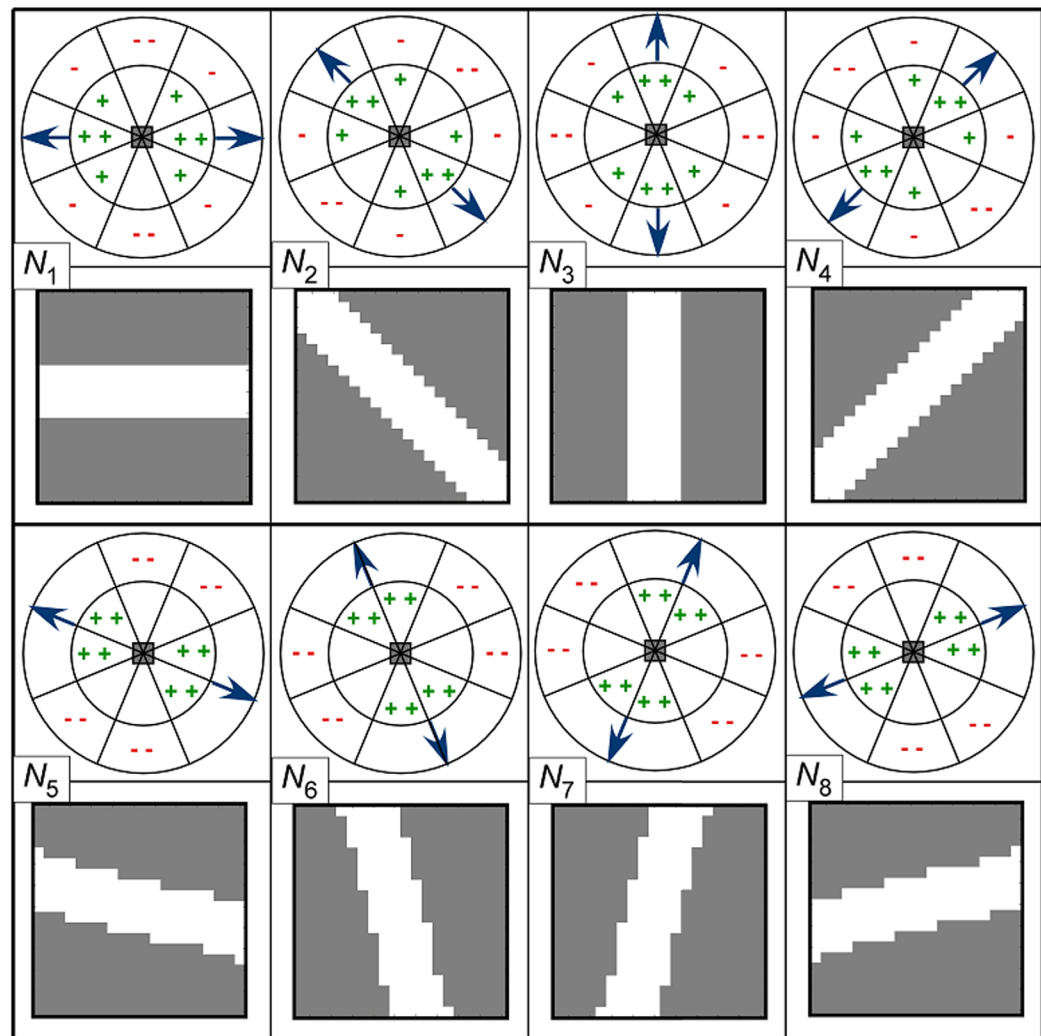 - -
- -
+ +
+ + + +
+ +
- -
- -
N1
- - -
+ +
+ +
- + + -
+ +
- - +
-
N2
- -
+ + + +
- - - -
+ +
- + + -
N3
-
- - +
+ +
- + + -
+ +
+ - -
-
N4
- -
- -
+ +
+ + + +
+ +
- -
- -
N5
- -
+ +
+ +
- - - -
+ +
- - + +
N6
- -
+ +
+ +
- - - -
+ +
+ + - -
N7
- -
- -
+ +
+ + + +
+ +
- -
- -
N8